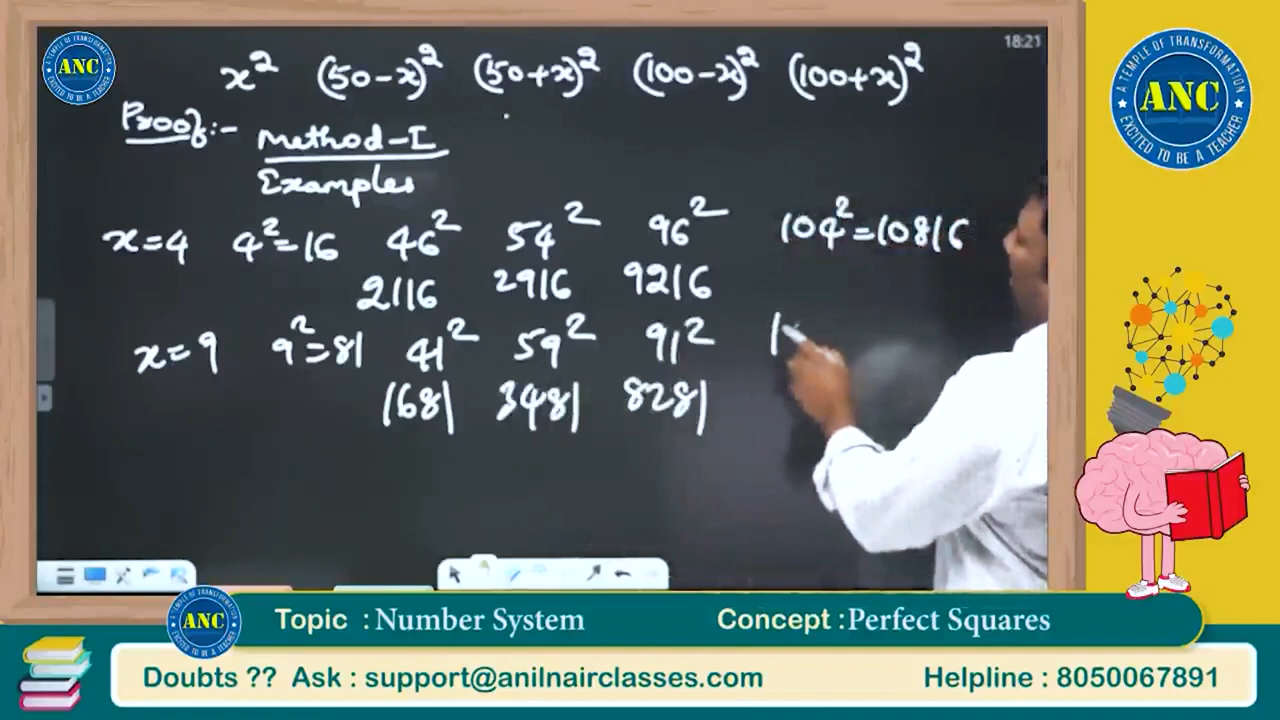 ANC
18:21
x² (50-x)² (50+x)² (100-x)² (100+x)²
Proof:- Method-I
Examples
x=4 4²=16 46² 54² 96² 104²=10816
2116 2916 9216
x=9 9²=81 41² 59² 91² 1
1681 3481 8281
A TEMPLE OF TRANSFORMATION
ANC
EXCITED TO BE A TEACHER
ANC
Topic : Number System Concept : Perfect Squares
Doubts ?? Ask : support@anilnairclasses.com Helpline : 8050067891